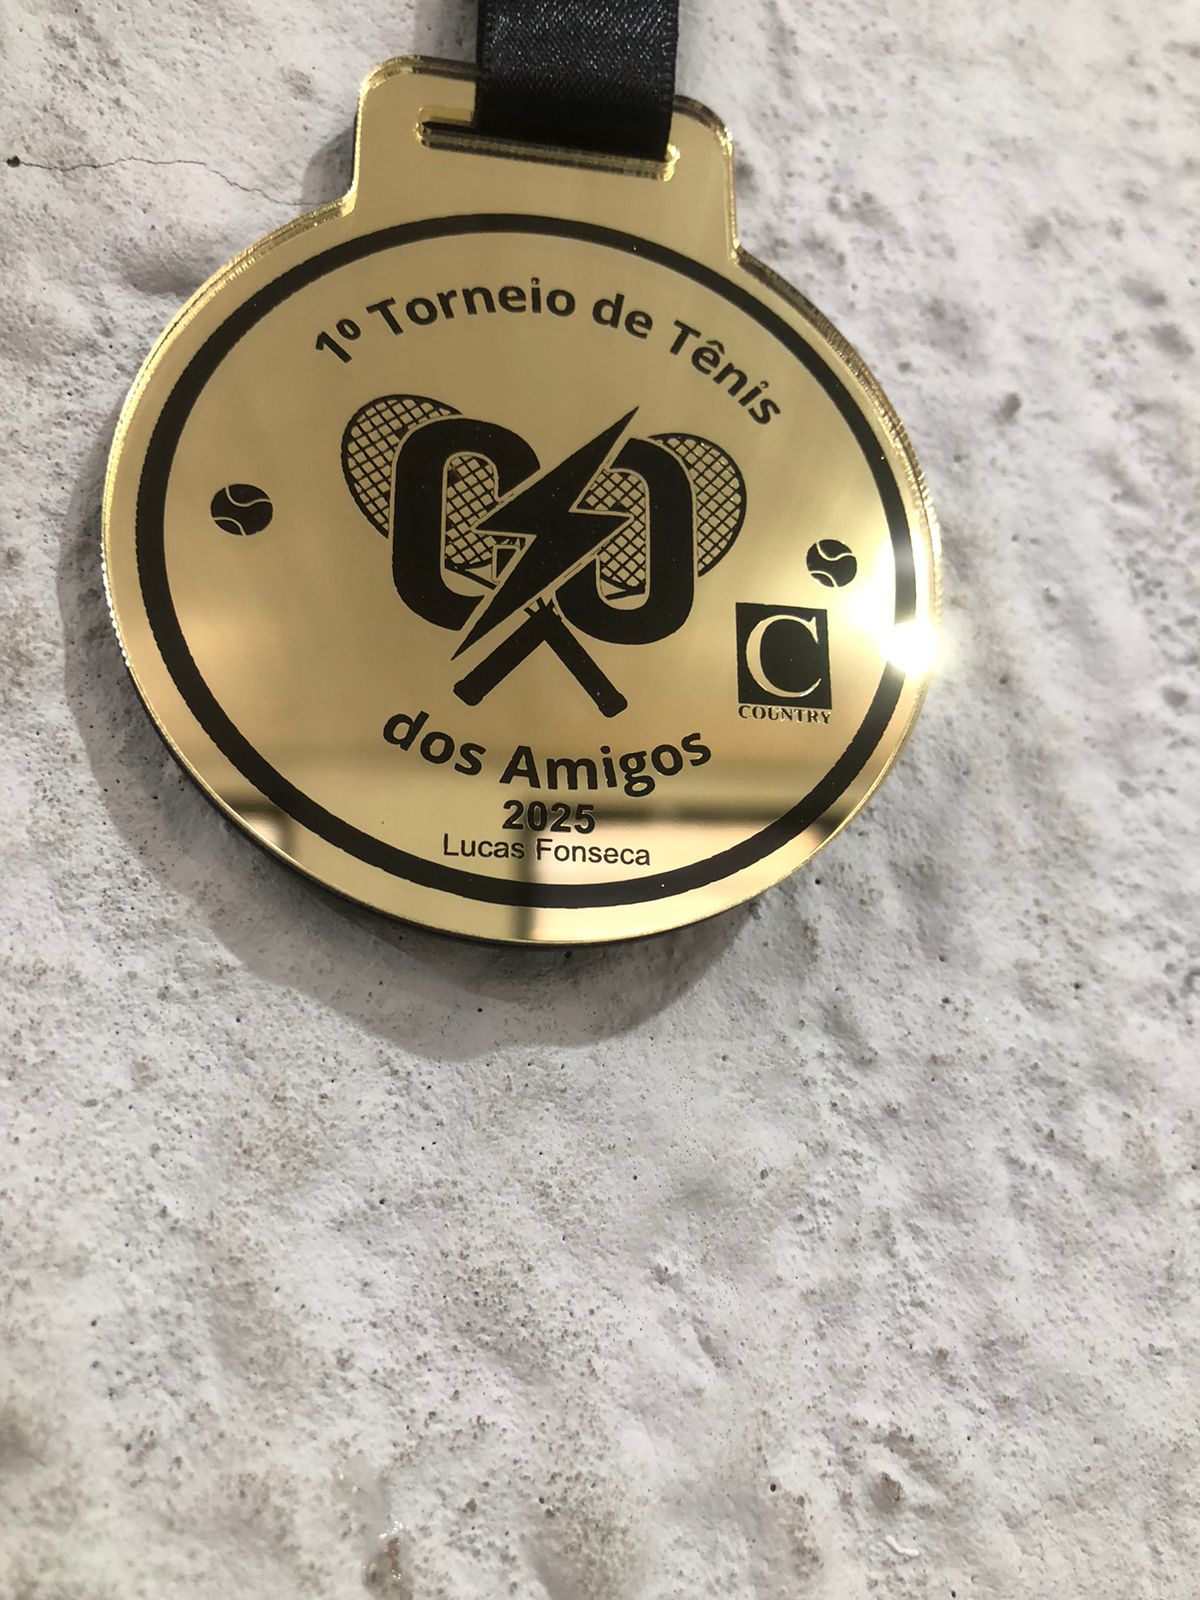 1º Torneio de Tênis
C
COUNTRY
dos Amigos
2025
Lucas Fonseca